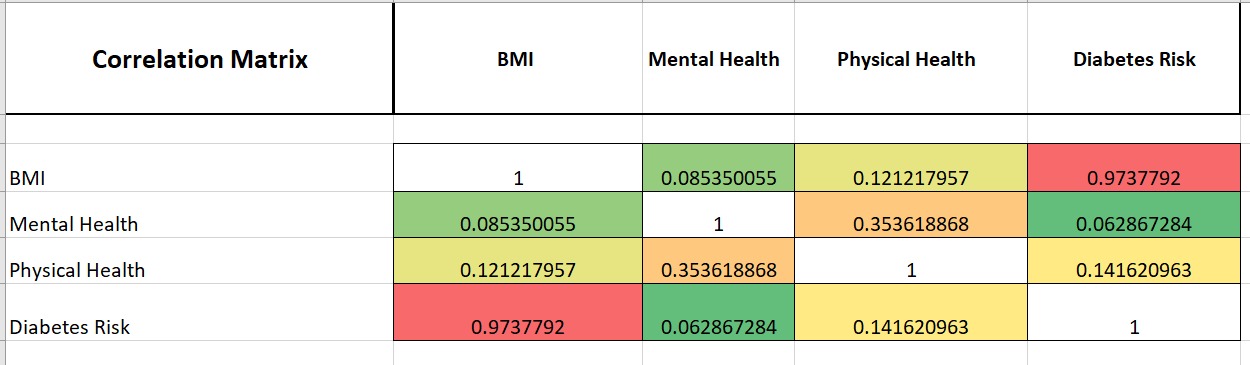 Correlation Matrix BMI Mental Health Physical Health Diabetes Risk
BMI 1 0.085350055 0.121217957 0.9737792
Mental Health 0.085350055 1 0.353618868 0.062867284
Physical Health 0.121217957 0.353618868 1 0.141620963
Diabetes Risk 0.9737792 0.062867284 0.141620963 1